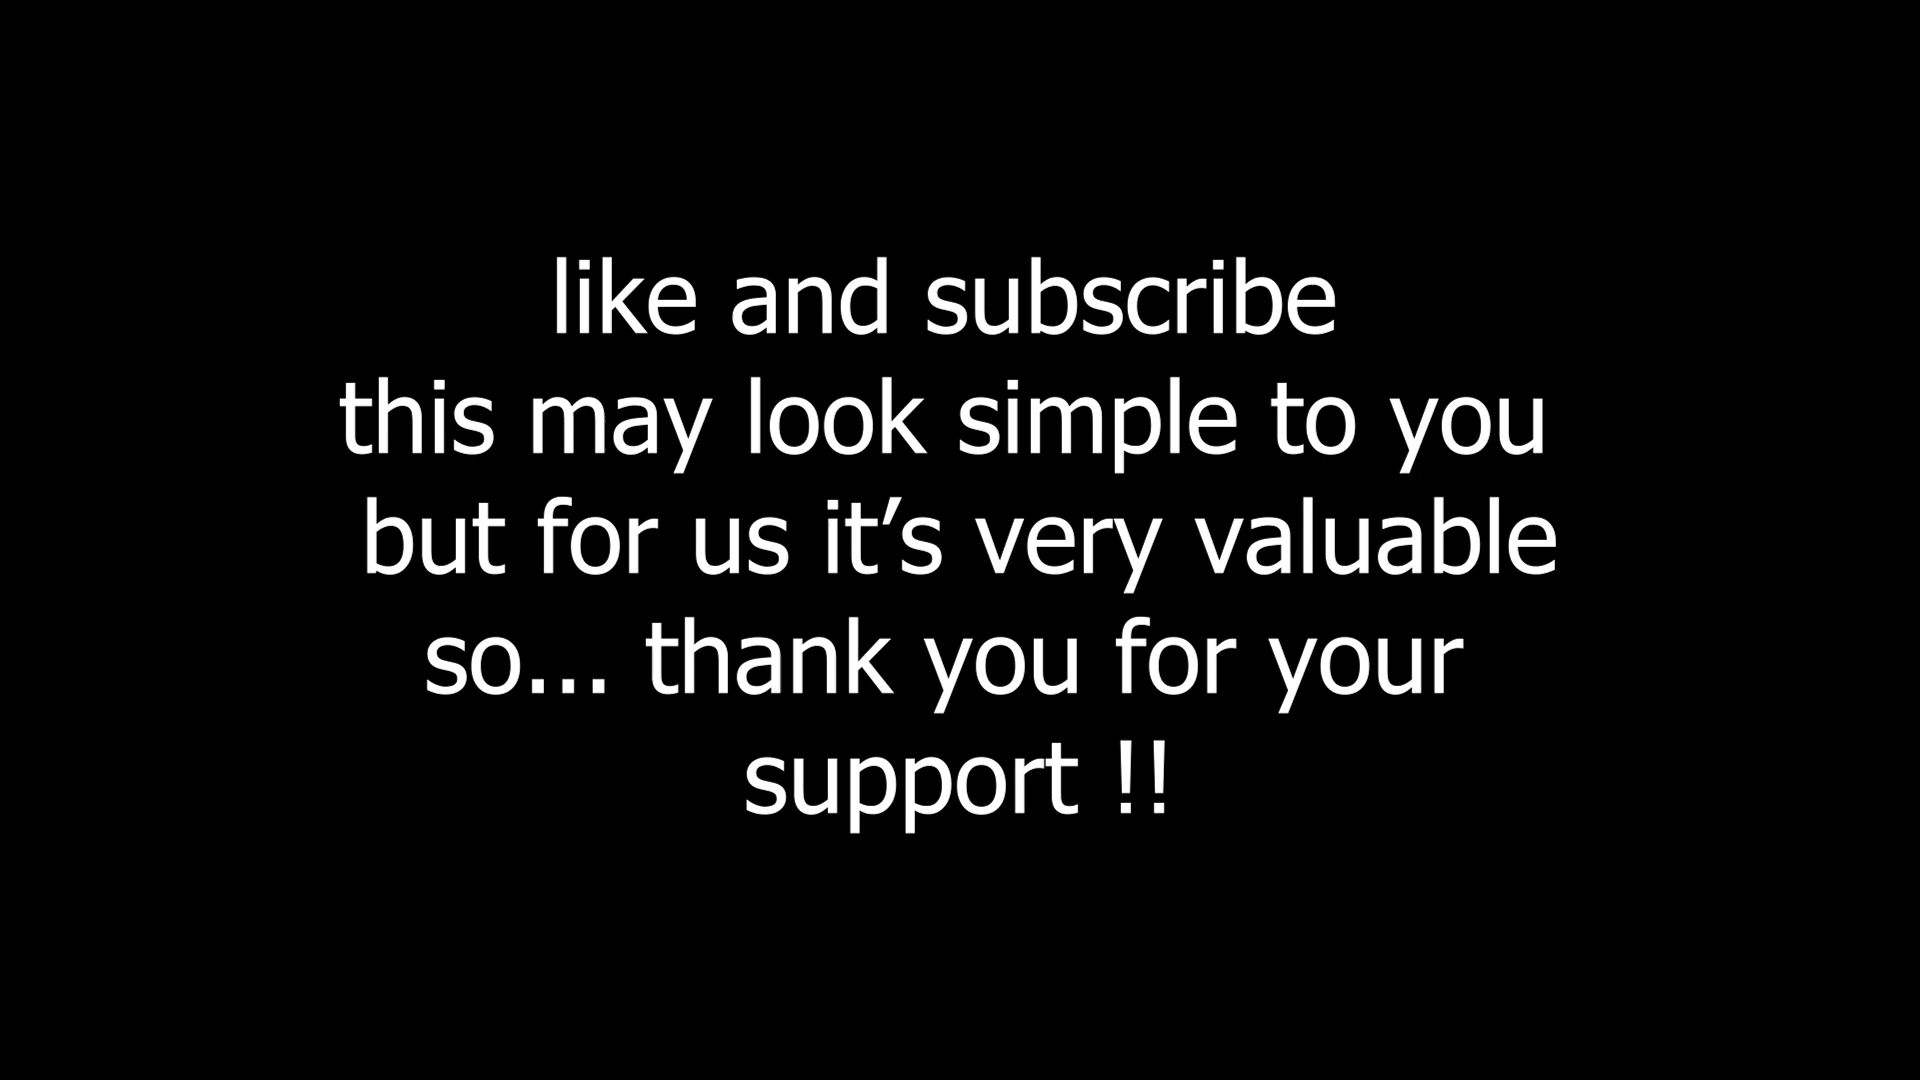 like and subscribe
this may look simple to you
but for us it’s very valuable
so... thank you for your
support !!